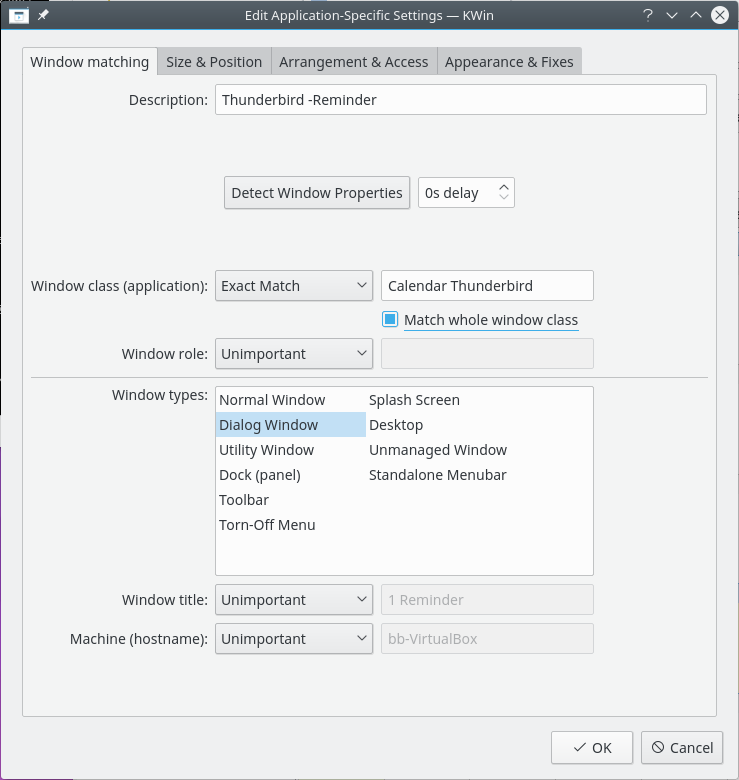 Edit Application-Specific Settings — KWin
Window matching Size & Position Arrangement & Access Appearance & Fixes
Description: Thunderbird -Reminder
Detect Window Properties 0s delay
Window class (application): Exact Match Calendar Thunderbird
Match whole window class
Window role: Unimportant
Window types: Normal Window Splash Screen
Dialog Window Desktop
Utility Window Unmanaged Window
Dock (panel) Standalone Menubar
Toolbar
Torn-Off Menu
Window title: Unimportant 1 Reminder
Machine (hostname): Unimportant bb-VirtualBox
OK Cancel